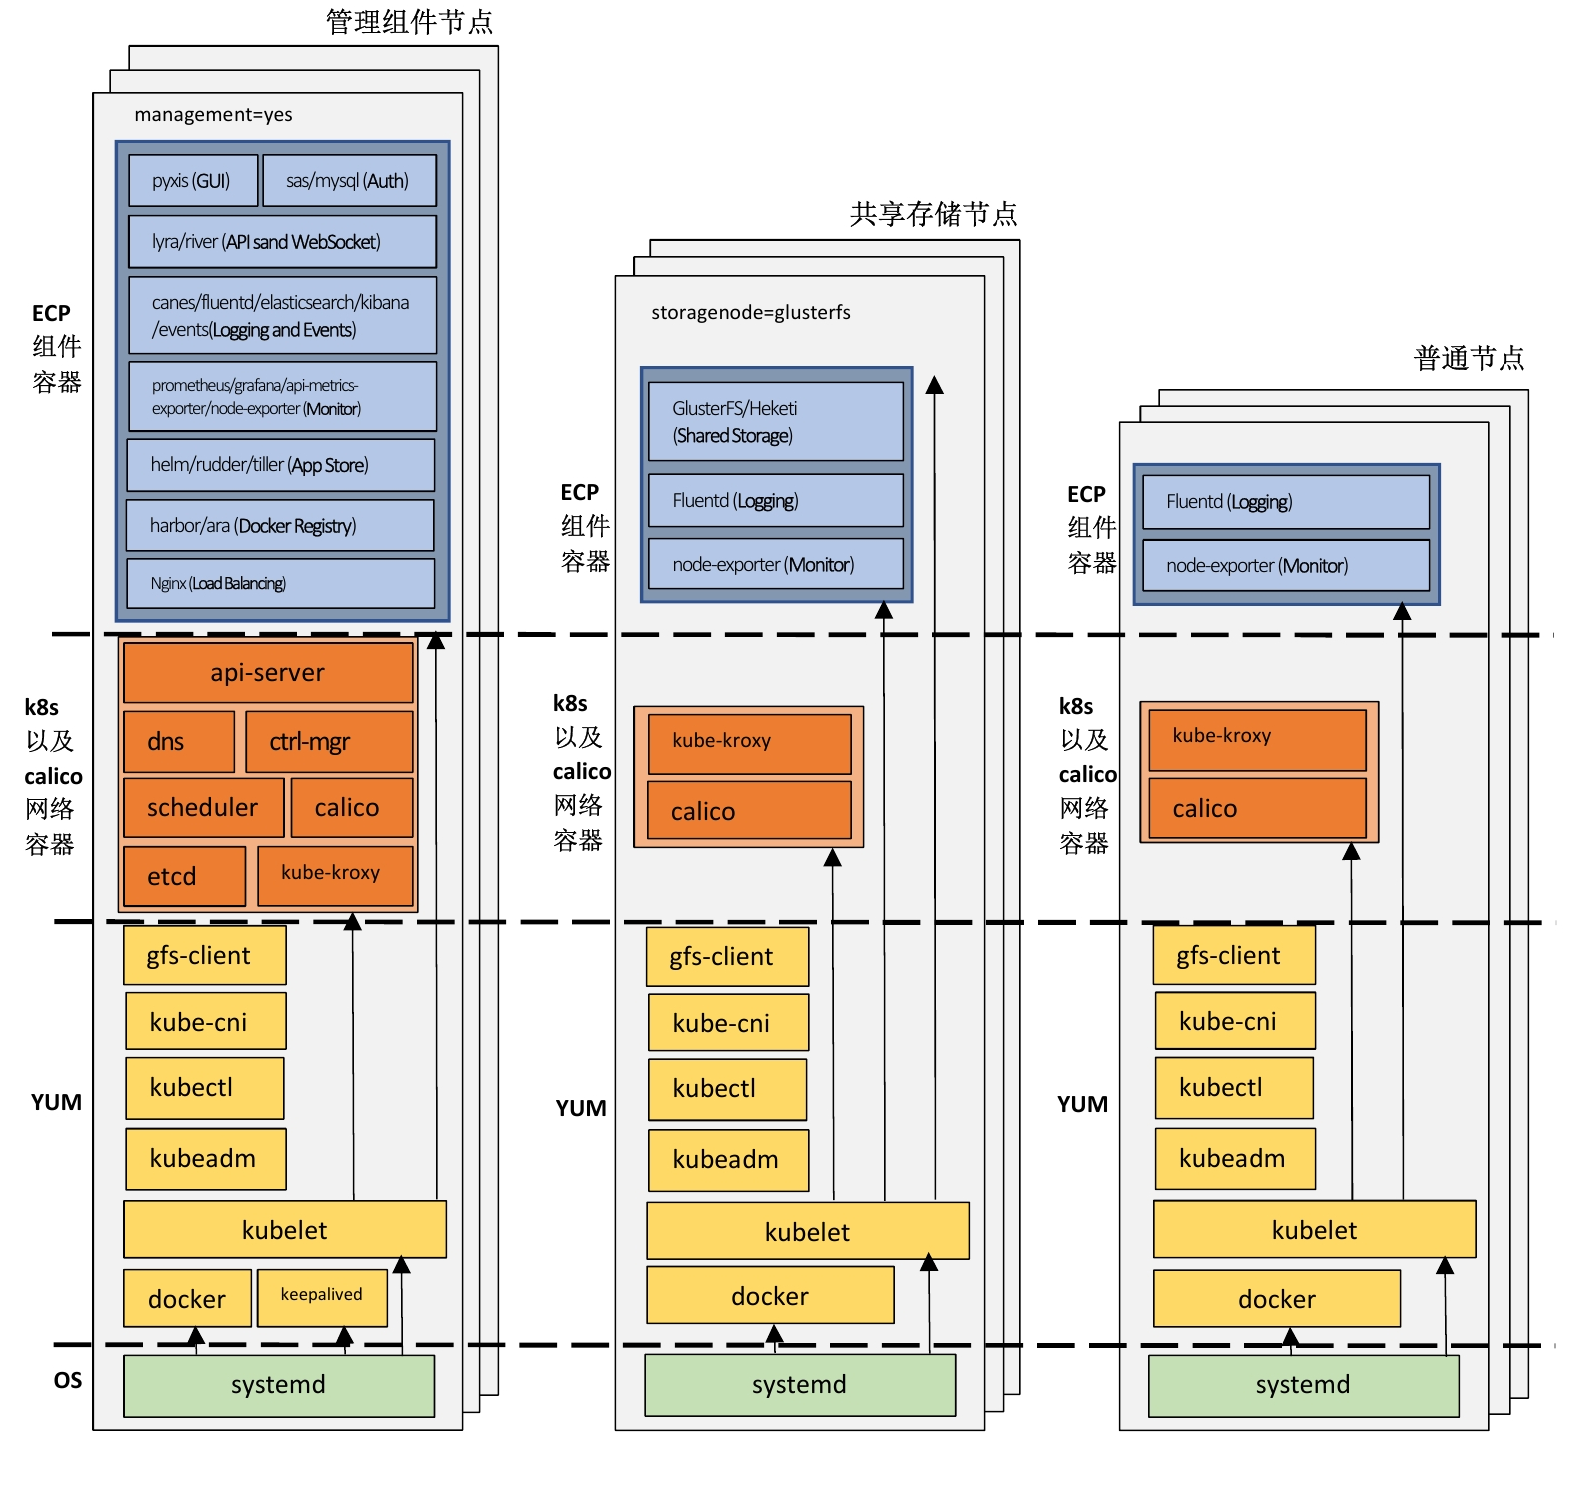 管理组件节点
management=yes
pyxis (GUI)
sas/mysql (Auth)
lyra/river (API sand WebSocket)
canes/fluentd/elasticsearch/kibana
/events(Logging and Events)
prometheus/grafana/api-metrics-
exporter/node-exporter (Monitor)
helm/rudder/tiller (App Store)
harbor/ara (Docker Registry)
Nginx (Load Balancing)
ECP
组件
容器
api-server
dns
ctrl-mgr
scheduler
calico
etcd
kube-kroxy
k8s
以及
calico
网络
容器
gfs-client
kube-cni
kubectl
kubeadm
kubelet
docker
keepalived
YUM
systemd
OS
共享存储节点
storagenode=glusterfs
GlusterFS/Heketi
(Shared Storage)
Fluentd (Logging)
node-exporter (Monitor)
ECP
组件
容器
kube-kroxy
calico
k8s
以及
calico
网络
容器
gfs-client
kube-cni
kubectl
kubeadm
kubelet
docker
YUM
systemd
普通节点
Fluentd (Logging)
node-exporter (Monitor)
ECP
组件
容器
kube-kroxy
calico
k8s
以及
calico
网络
容器
gfs-client
kube-cni
kubectl
kubeadm
kubelet
docker
YUM
systemd